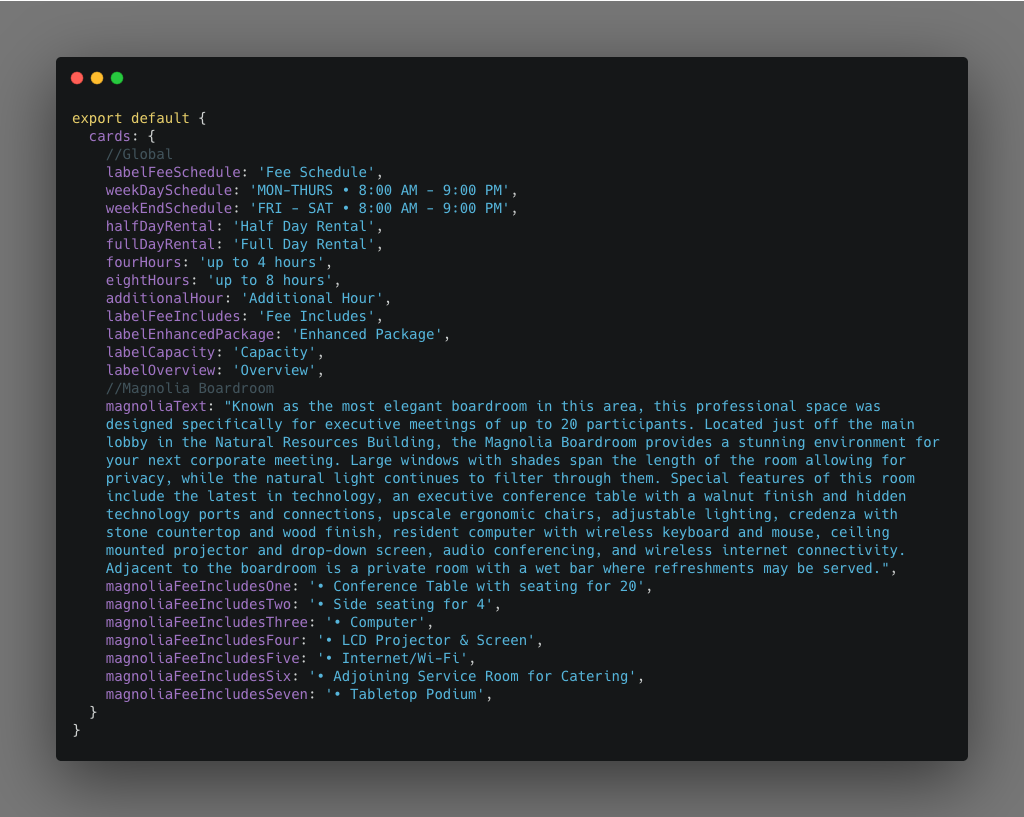 export default {
  cards: {
    //Global
    labelFeeSchedule: 'Fee Schedule',
    weekDaySchedule: 'MON-THURS • 8:00 AM - 9:00 PM',
    weekEndSchedule: 'FRI - SAT • 8:00 AM - 9:00 PM',
    halfDayRental: 'Half Day Rental',
    fullDayRental: 'Full Day Rental',
    fourHours: 'up to 4 hours',
    eightHours: 'up to 8 hours',
    additionalHour: 'Additional Hour',
    labelFeeIncludes: 'Fee Includes',
    labelEnhancedPackage: 'Enhanced Package',
    labelCapacity: 'Capacity',
    labelOverview: 'Overview',
    //Magnolia Boardroom
    magnoliaText: "Known as the most elegant boardroom in this area, this professional space was
    designed specifically for executive meetings of up to 20 participants. Located just off the main
    lobby in the Natural Resources Building, the Magnolia Boardroom provides a stunning environment for
    your next corporate meeting. Large windows with shades span the length of the room allowing for
    privacy, while the natural light continues to filter through them. Special features of this room
    include the latest in technology, an executive conference table with a walnut finish and hidden
    technology ports and connections, upscale ergonomic chairs, adjustable lighting, credenza with
    stone countertop and wood finish, resident computer with wireless keyboard and mouse, ceiling
    mounted projector and drop-down screen, audio conferencing, and wireless internet connectivity.
    Adjacent to the boardroom is a private room with a wet bar where refreshments may be served.",
    magnoliaFeeIncludesOne: '• Conference Table with seating for 20',
    magnoliaFeeIncludesTwo: '• Side seating for 4',
    magnoliaFeeIncludesThree: '• Computer',
    magnoliaFeeIncludesFour: '• LCD Projector & Screen',
    magnoliaFeeIncludesFive: '• Internet/Wi-Fi',
    magnoliaFeeIncludesSix: '• Adjoining Service Room for Catering',
    magnoliaFeeIncludesSeven: '• Tabletop Podium',
  }
}